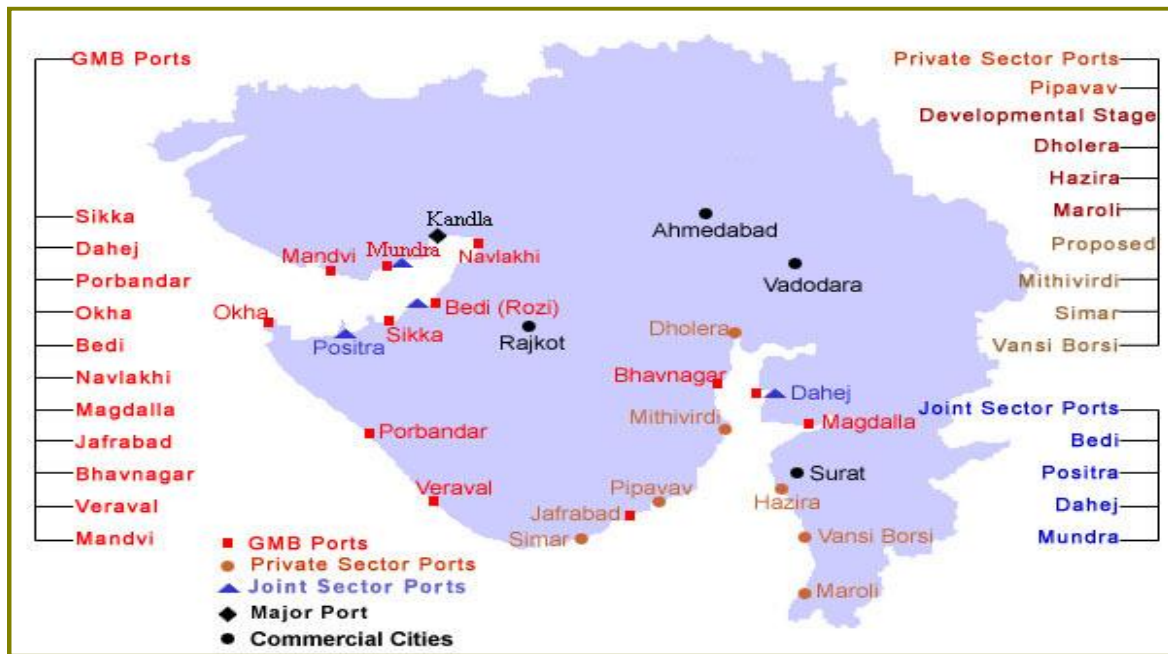 GMB Ports
Sikka
Dahej
Porbandar
Okha
Bedi
Navlakhi
Magdalla
Jafrabad
Bhavnagar
Veraval
Mandvi
Kandla
Mundra
Mandvi
Navlakhi
Okha
Bedi (Rozi)
Sikka
Positra
Rajkot
Ahmedabad
Vadodara
Dholera
Bhavnagar
Dahej
Mithivirdi
Magdalla
Porbandar
Veraval
Pipavav
Surat
Hazira
Jafrabad
Simar
Vansi Borsi
Maroli
GMB Ports
Private Sector Ports
Joint Sector Ports
Major Port
Commercial Cities
Private Sector Ports
Pipavav
Developmental Stage
Dholera
Hazira
Maroli
Proposed
Mithivirdi
Simar
Vansi Borsi
Joint Sector Ports
Bedi
Positra
Dahej
Mundra